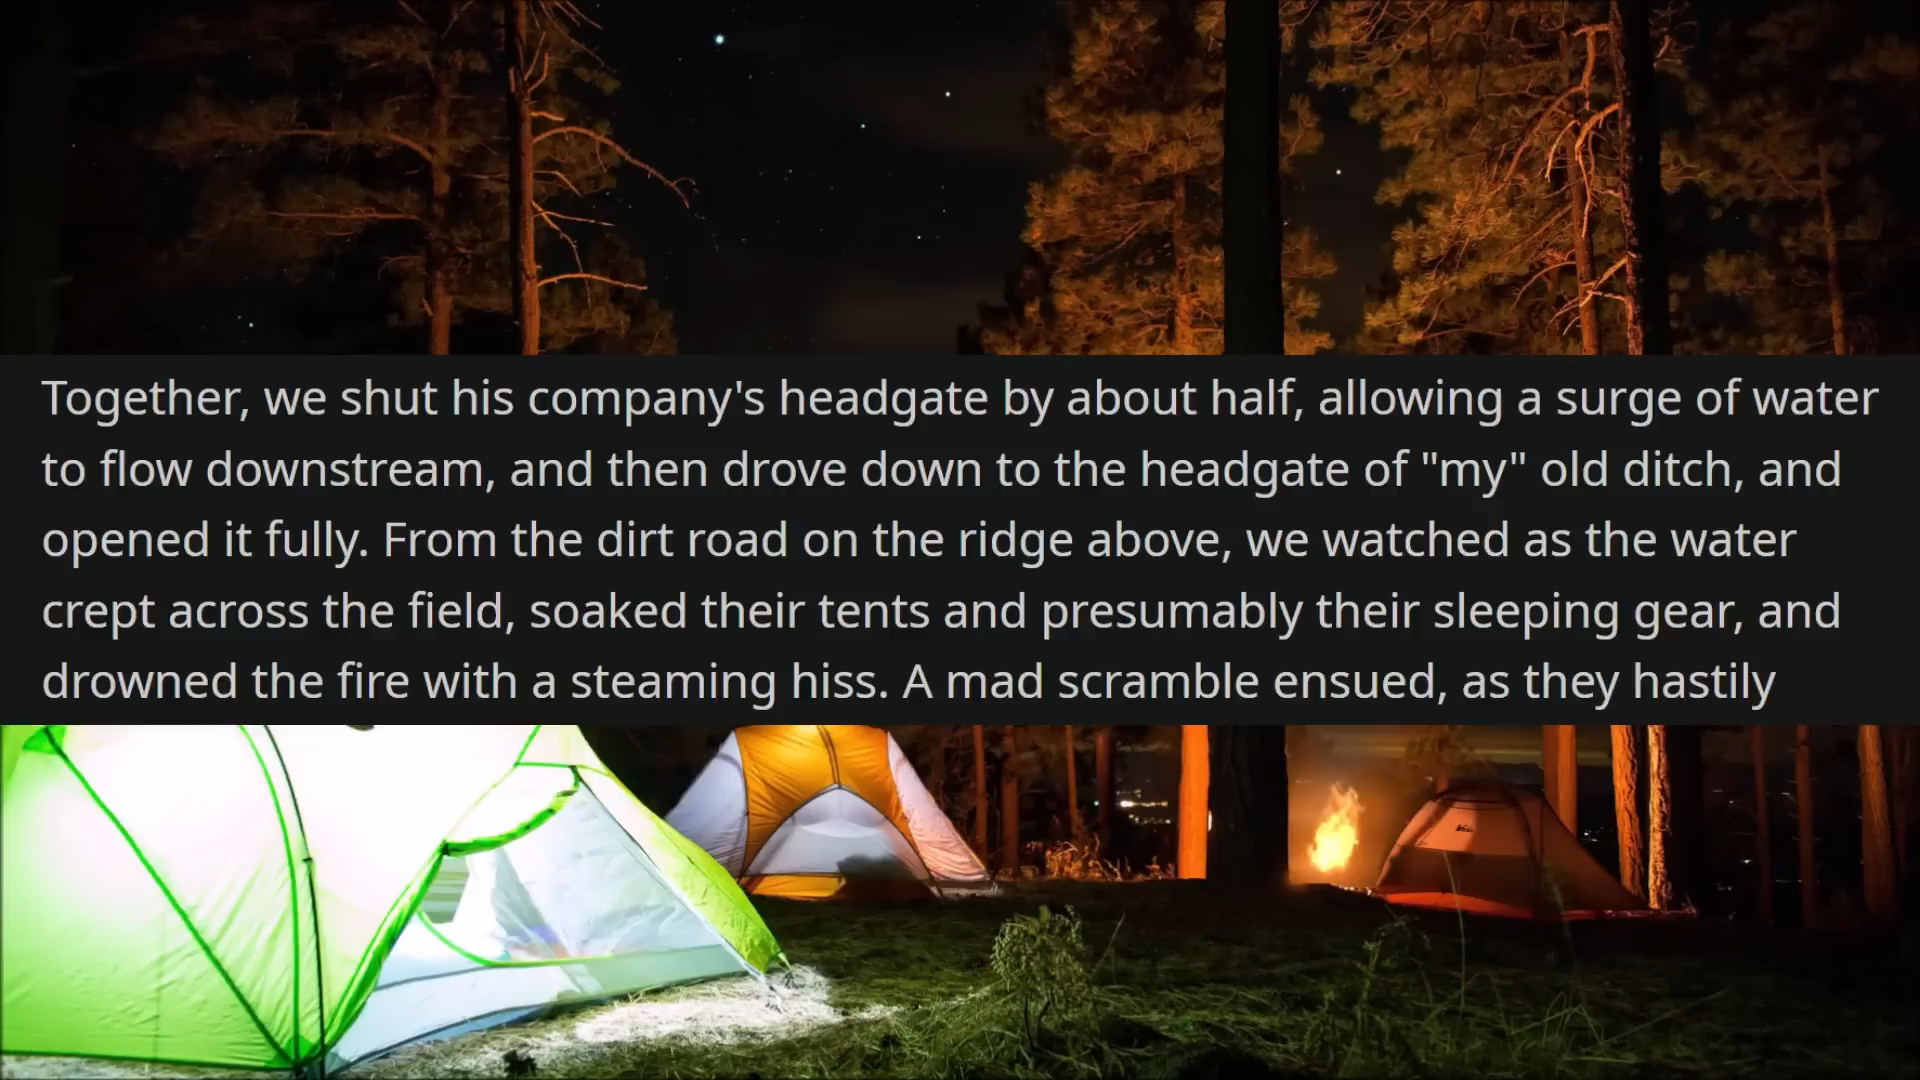 Together, we shut his company's headgate by about half, allowing a surge of water
to flow downstream, and then drove down to the headgate of "my" old ditch, and
opened it fully. From the dirt road on the ridge above, we watched as the water
crept across the field, soaked their tents and presumably their sleeping gear, and
drowned the fire with a steaming hiss. A mad scramble ensued, as they hastily